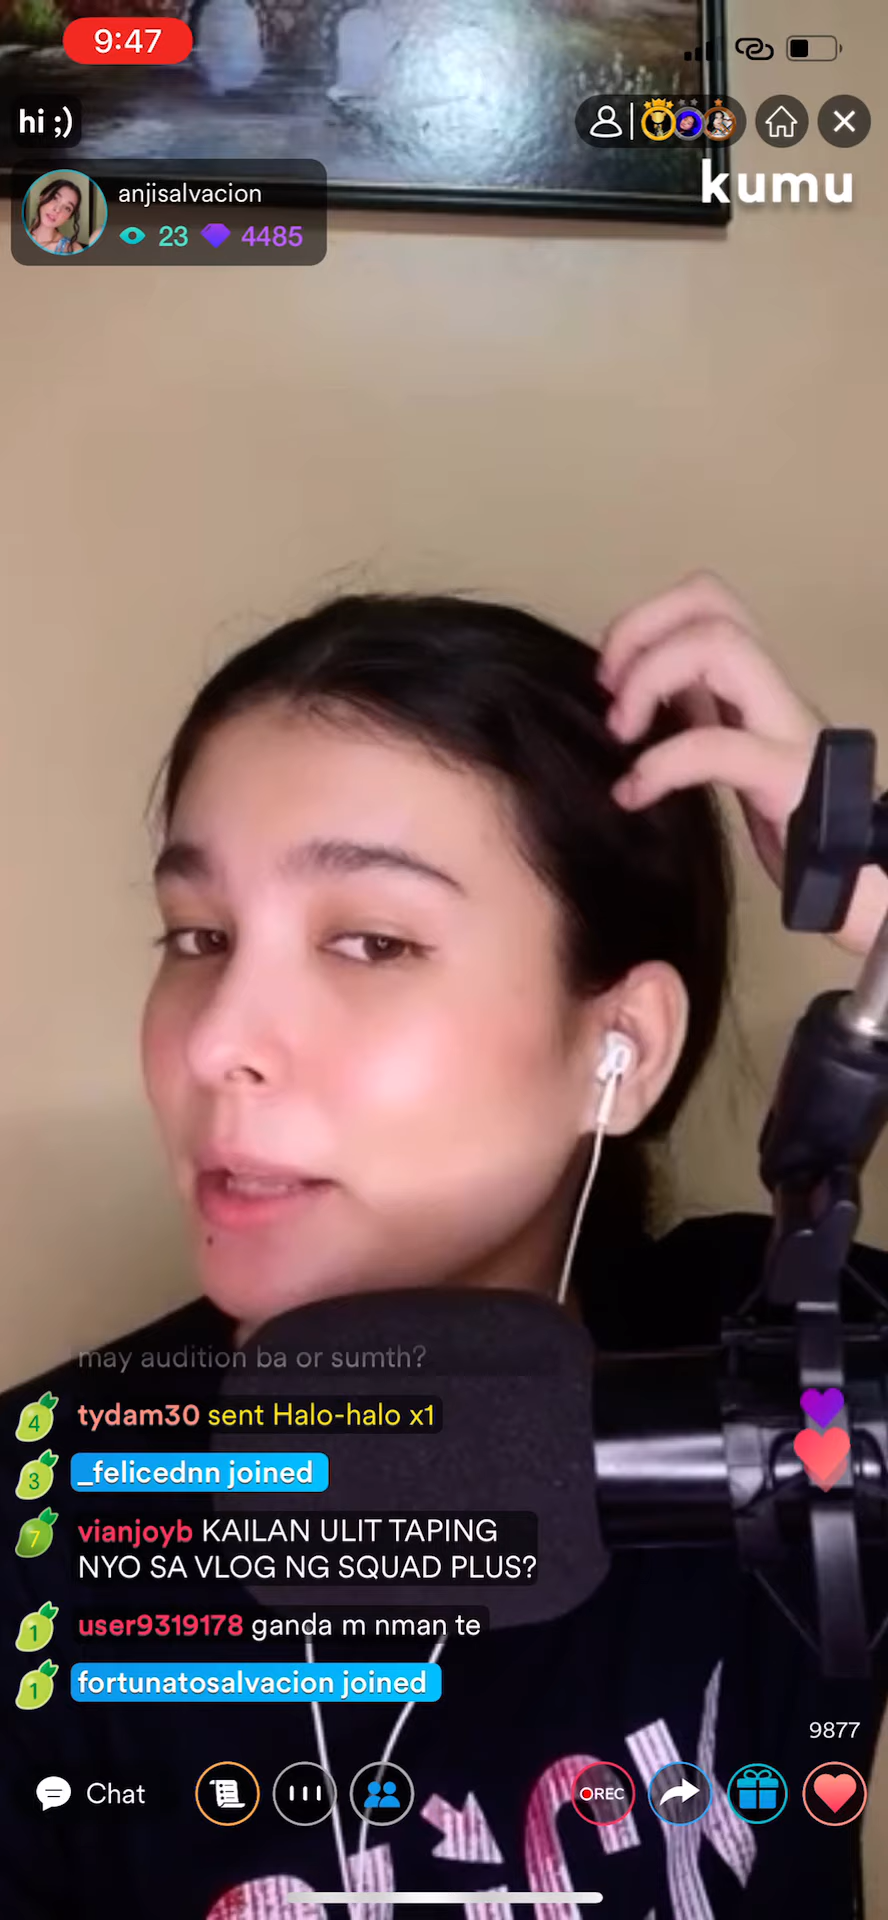 9:47
hi ;)
kumu
anjisalvacion
23 4485
may audition ba or sumth?
4 tydam30 sent Halo-halo x1
3 _felicednn joined
7 vianjoyb KAILAN ULIT TAPING
NYO SA VLOG NG SQUAD PLUS?
1 user9319178 ganda m nman te
1 fortunatosalvacion joined
9877
Chat
REC